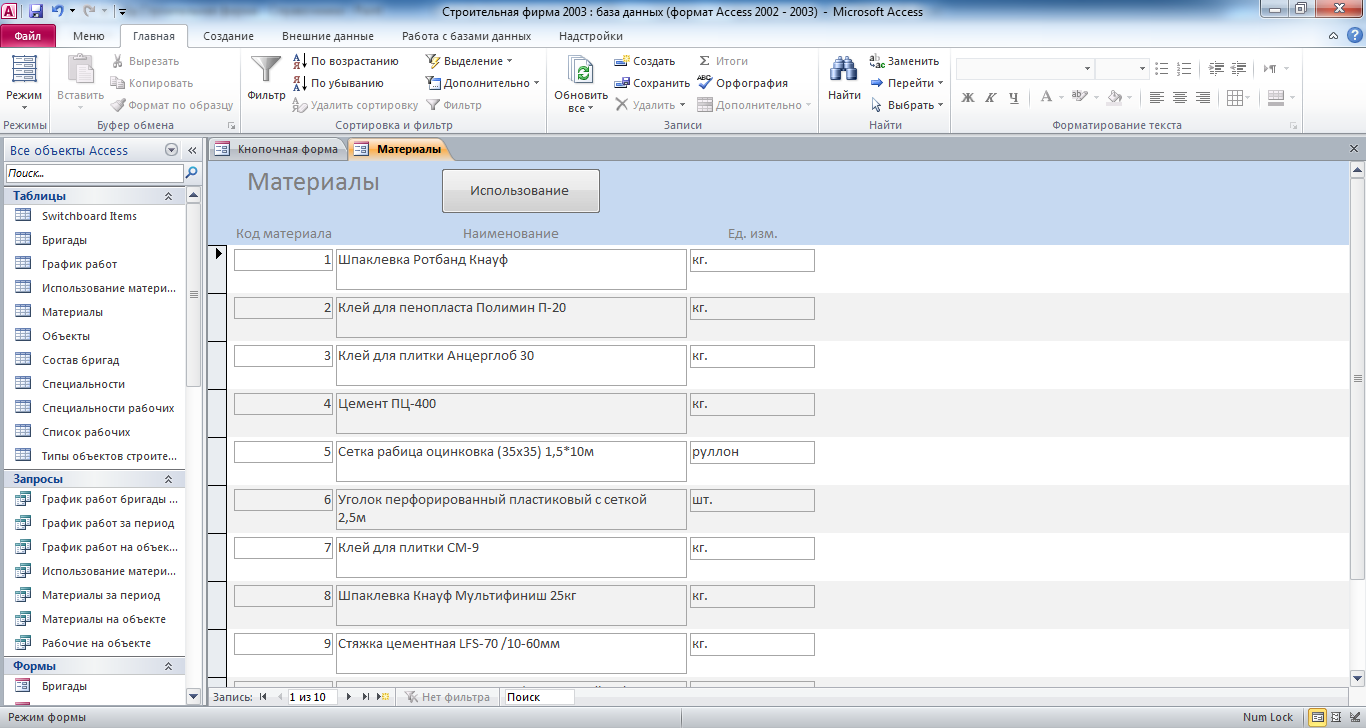 Строительная фирма 2003 : база данных (формат Access 2002 - 2003) - Microsoft Access
Файл Меню Главная Создание Внешние данные Работа с базами данных Надстройки
Режим
Режимы
Вставить
Вырезать
Копировать
Формат по образцу
Буфер обмена
Фильтр
По возрастанию
По убыванию
Удалить сортировку
Выделение
Дополнительно
Фильтр
Сортировка и фильтр
Обновить
все
Создать
Сохранить
Удалить
Итоги
Орфография
Дополнительно
Записи
Найти
Заменить
Перейти
Выбрать
Найти
Ж К Ч А
Форматирование текста
Все объекты Access
Поиск...
Таблицы
Switchboard Items
Бригады
График работ
Использование матери...
Материалы
Объекты
Состав бригад
Специальности
Специальности рабочих
Список рабочих
Типы объектов строите...
Запросы
График работ бригады ...
График работ за период
График работ на объек...
Использование матери...
Материалы за период
Материалы на объекте
Рабочие на объекте
Формы
Бригады
Кнопочная форма Материалы
Материалы Использование
Код материала Наименование Ед. изм.
1 Шпаклевка Ротбанд Кнауф кг.
2 Клей для пенопласта Полимин П-20 кг.
3 Клей для плитки Анцерглоб 30 кг.
4 Цемент ПЦ-400 кг.
5 Сетка рабица оцинковка (35х35) 1,5*10м руллон
6 Уголок перфорированный пластиковый с сеткой шт.
2,5м
7 Клей для плитки СМ-9 кг.
8 Шпаклевка Кнауф Мультифиниш 25кг кг.
9 Стяжка цементная LFS-70 /10-60мм кг.
Запись: 1 из 10 Нет фильтра Поиск
Режим формы Num Lock